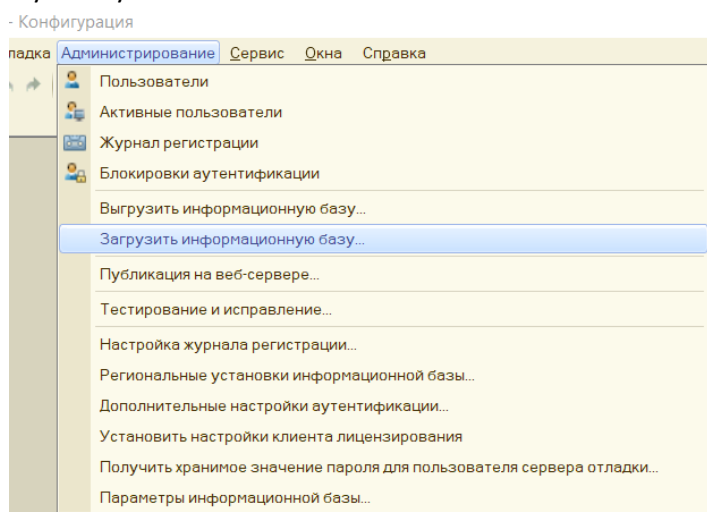 - Конфигурация
ладка Администрирование Сервис Окна Справка
Пользователи
Активные пользователи
Журнал регистрации
Блокировки аутентификации
Выгрузить информационную базу...
Загрузить информационную базу...
Публикация на веб-сервере...
Тестирование и исправление...
Настройка журнала регистрации...
Региональные установки информационной базы...
Дополнительные настройки аутентификации...
Установить настройки клиента лицензирования
Получить хранимое значение пароля для пользователя сервера отладки...
Параметры информационной базы...